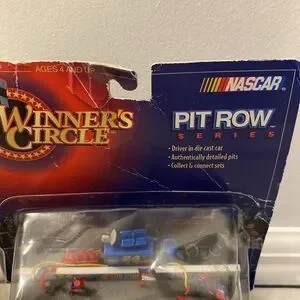 AGES 4 AND UP
NASCAR
WINNER'S
CIRCLE
PIT ROW
SERIES
• Driver in die cast car
• Authentically detailed pits
• Collect & connect sets